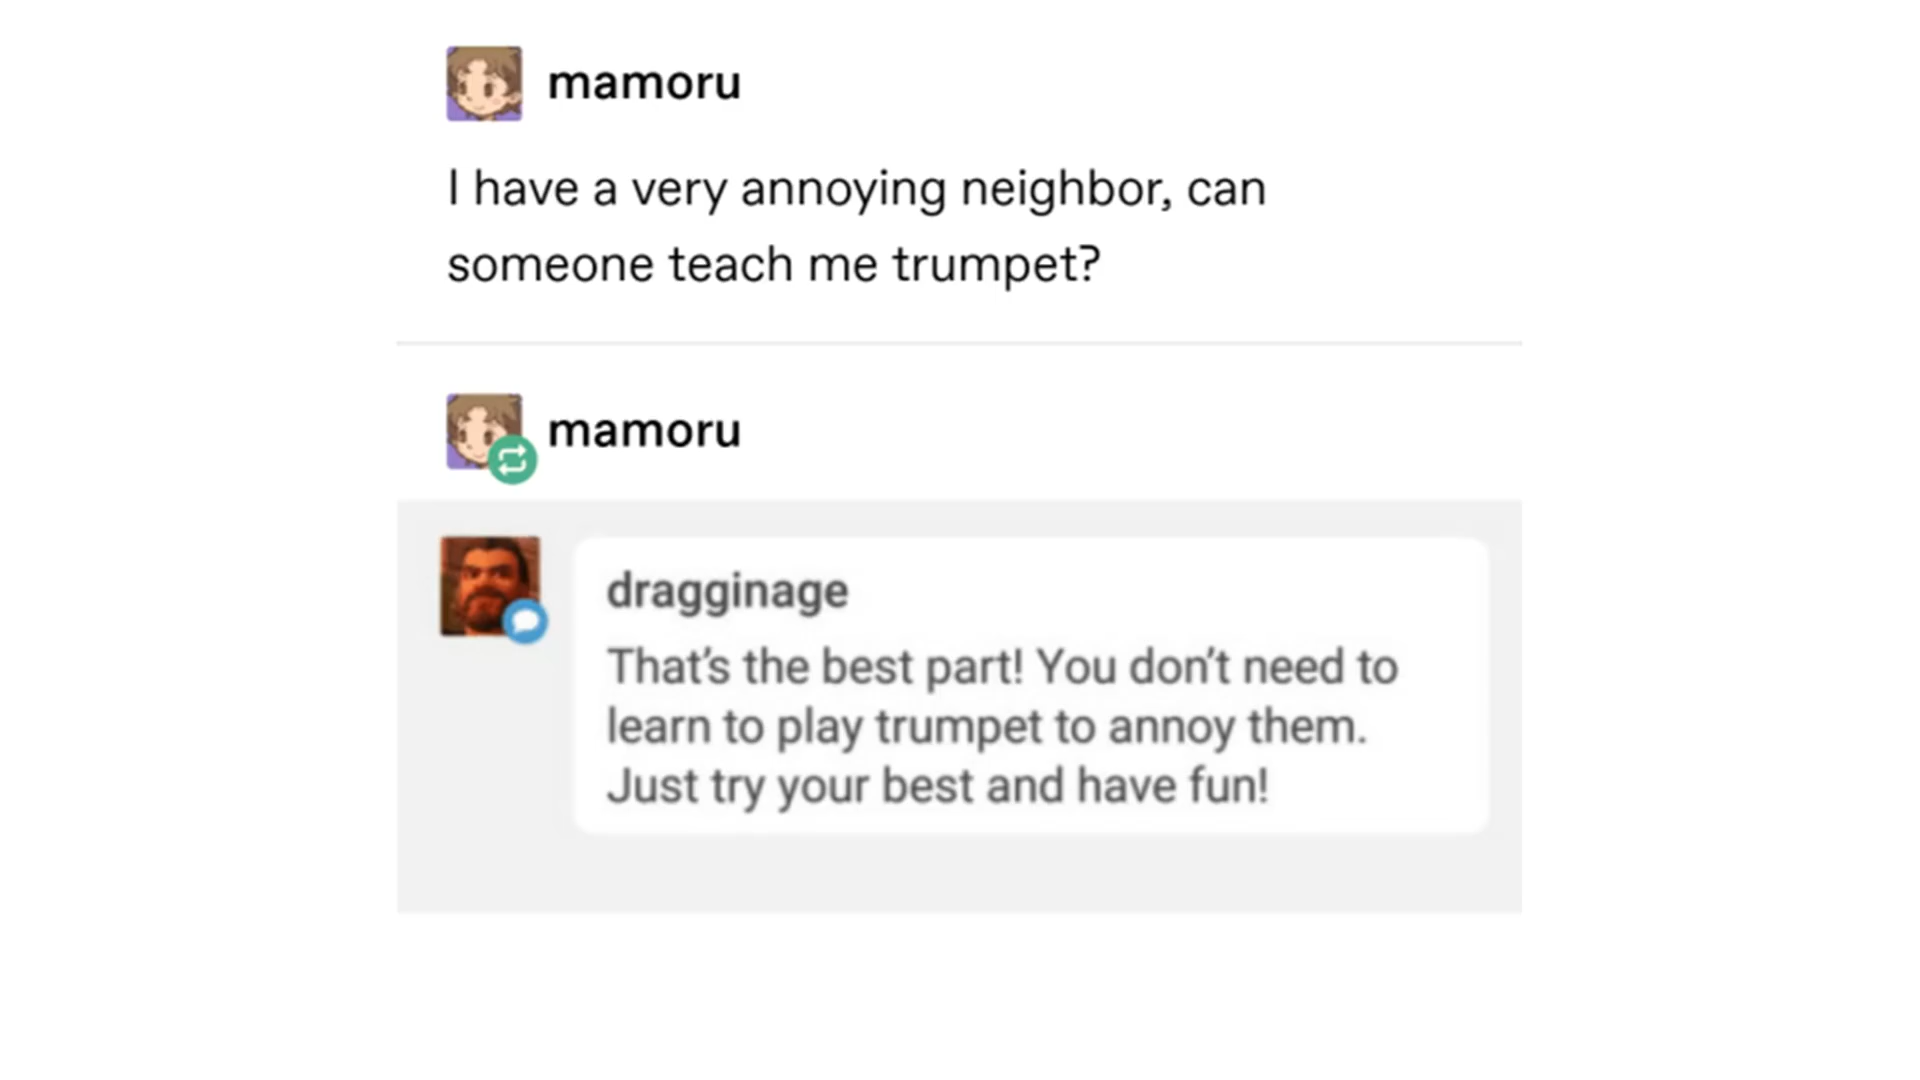 mamoru
I have a very annoying neighbor, can
someone teach me trumpet?
mamoru
dragginage
That's the best part! You don't need to
learn to play trumpet to annoy them.
Just try your best and have fun!